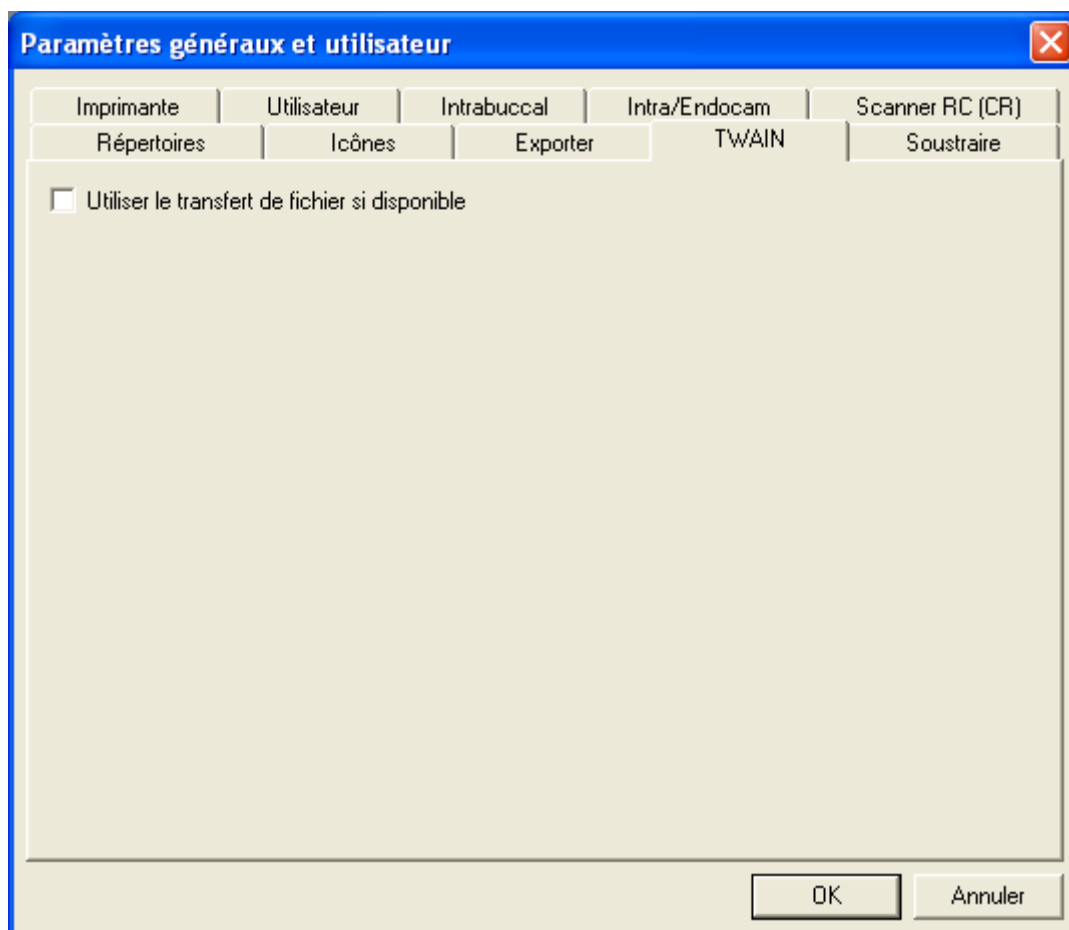 Paramètres généraux et utilisateur
Imprimante Utilisateur Intrabuccal Intra/Endocam Scanner RC (CR)
Répertoires Icônes Exporter TWAIN Soustraire
Utiliser le transfert de fichier si disponible
OK Annuler